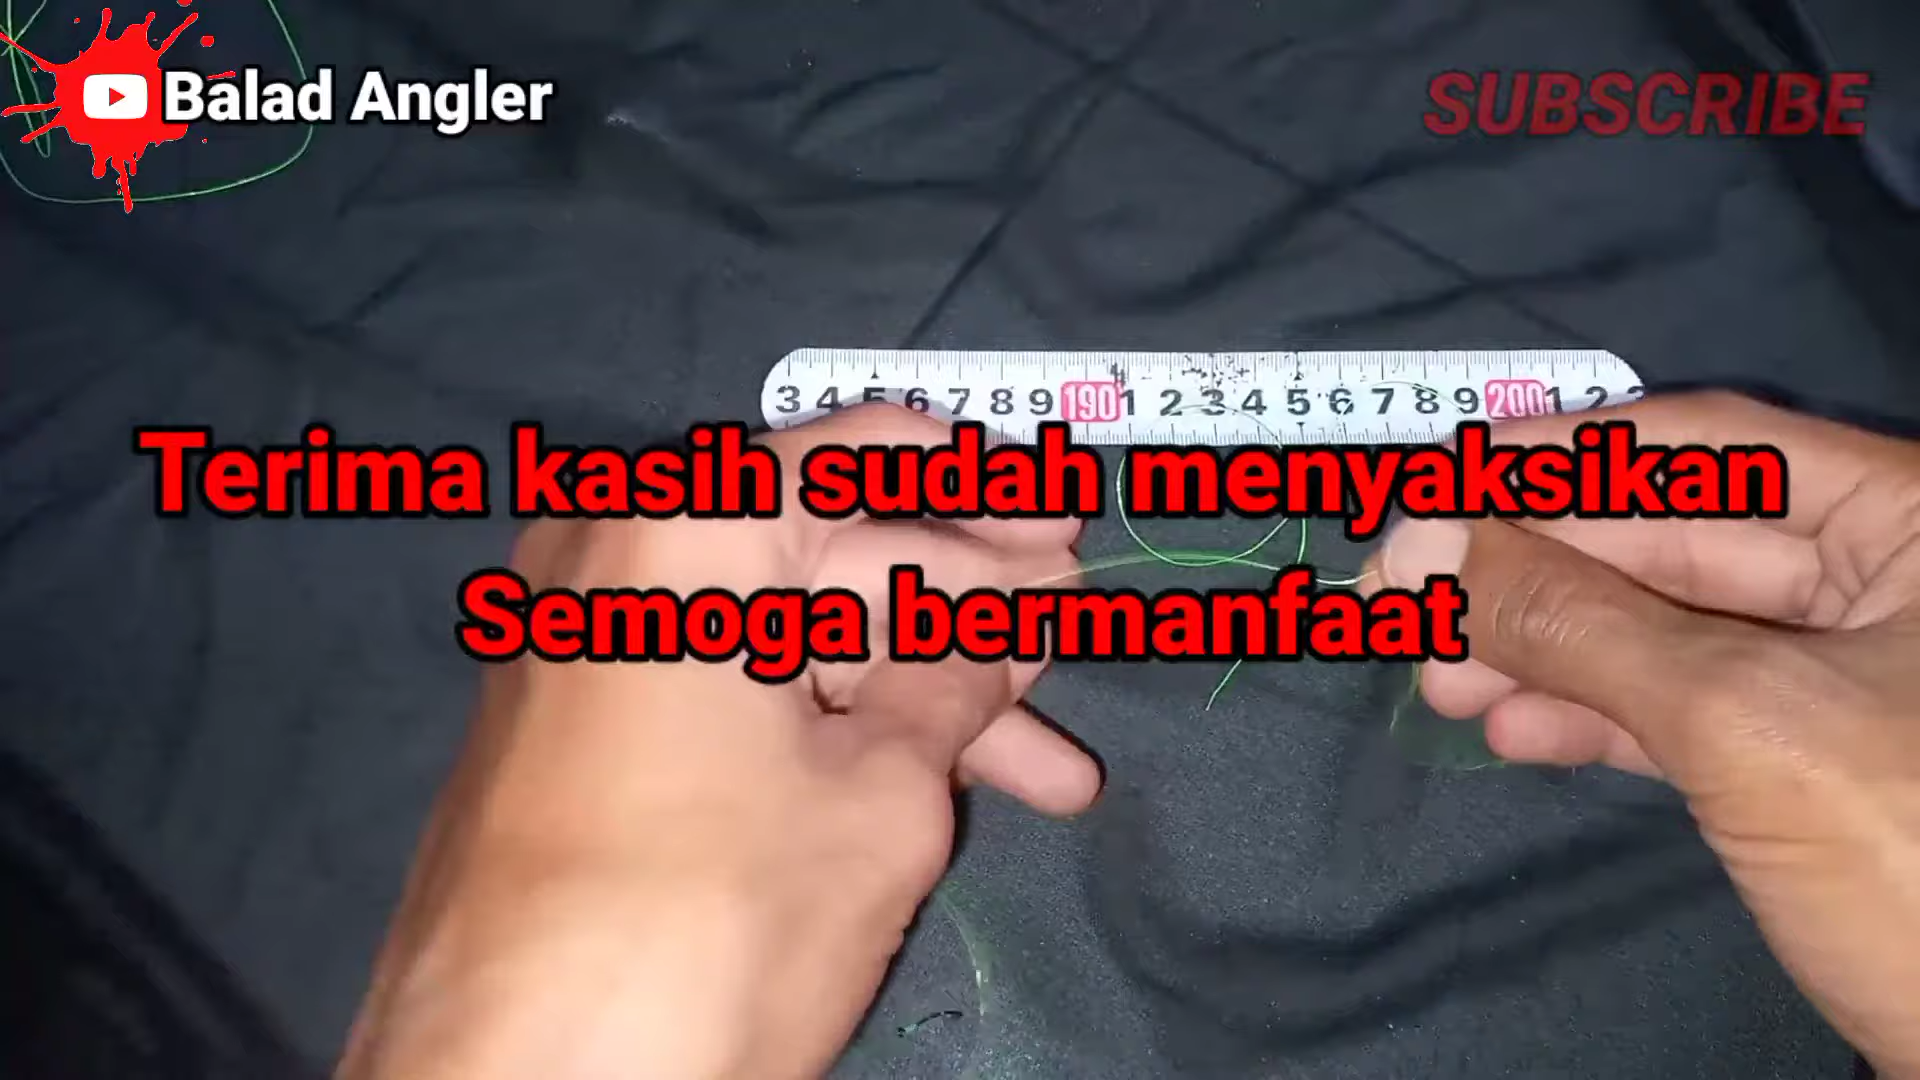 Balad Angler
SUBSCRIBE
3 4 5 6 7 8 9 190 1 2 3 4 5 6 7 8 9 200 1 2 3
Terima kasih sudah menyaksikan
Semoga bermanfaat